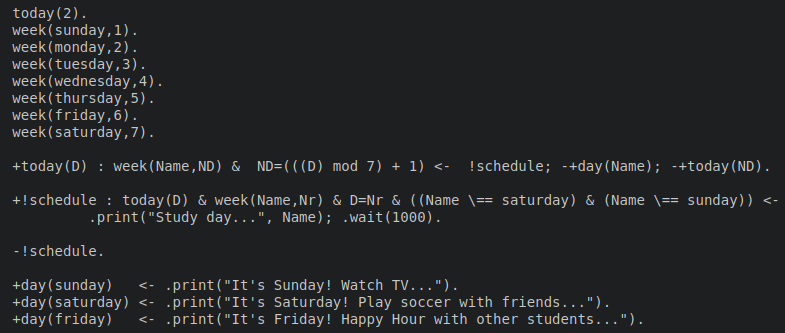 today(2).
week(sunday,1).
week(monday,2).
week(tuesday,3).
week(wednesday,4).
week(thursday,5).
week(friday,6).
week(saturday,7).
+today(D) : week(Name,ND) &  ND=(((D) mod 7) + 1) <-  !schedule; -+day(Name); -+today(ND).
+!schedule : today(D) & week(Name,Nr) & D=Nr & ((Name \== saturday) & (Name \== sunday)) <-
.print("Study day...", Name); .wait(1000).
-!schedule.
+day(sunday)   <- .print("It's Sunday! Watch TV...").
+day(saturday) <- .print("It's Saturday! Play soccer with friends...").
+day(friday)   <- .print("It's Friday! Happy Hour with other students...").